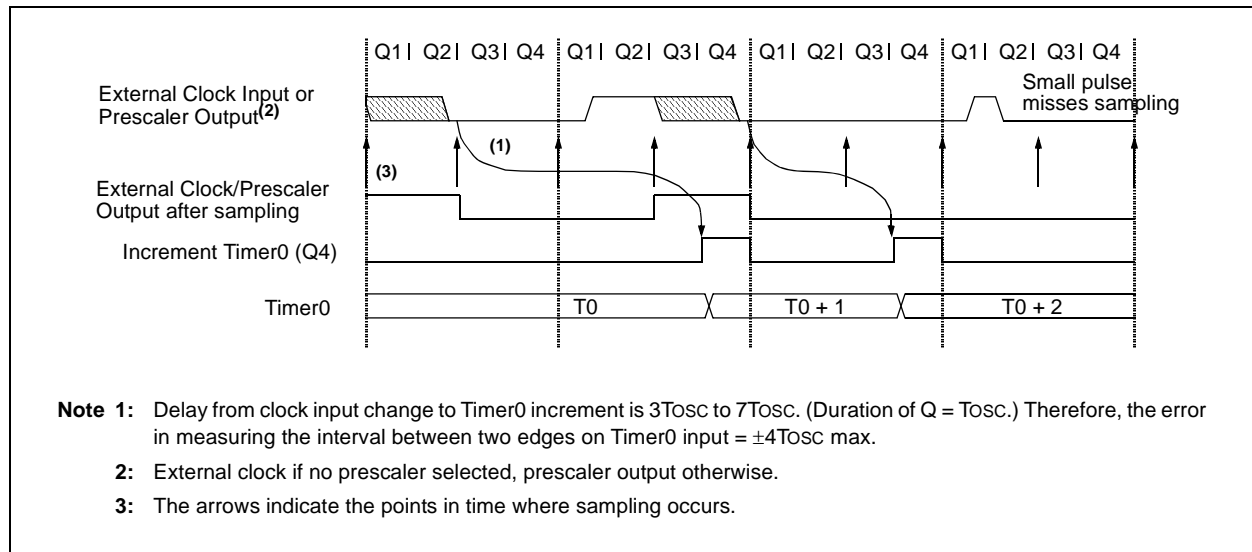 Q1 | Q2 | Q3 | Q4 Q1 | Q2 | Q3 | Q4 Q1 | Q2 | Q3 | Q4 Q1 | Q2 | Q3 | Q4
External Clock Input or
Prescaler Output(2)
Small pulse
misses sampling
(1)
(3)
External Clock/Prescaler
Output after sampling
Increment Timer0 (Q4)
Timer0 T0 T0 + 1 T0 + 2
Note 1: Delay from clock input change to Timer0 increment is 3TOSC to 7TOSC. (Duration of Q = TOSC.) Therefore, the error
in measuring the interval between two edges on Timer0 input = ±4TOSC max.
2: External clock if no prescaler selected, prescaler output otherwise.
3: The arrows indicate the points in time where sampling occurs.